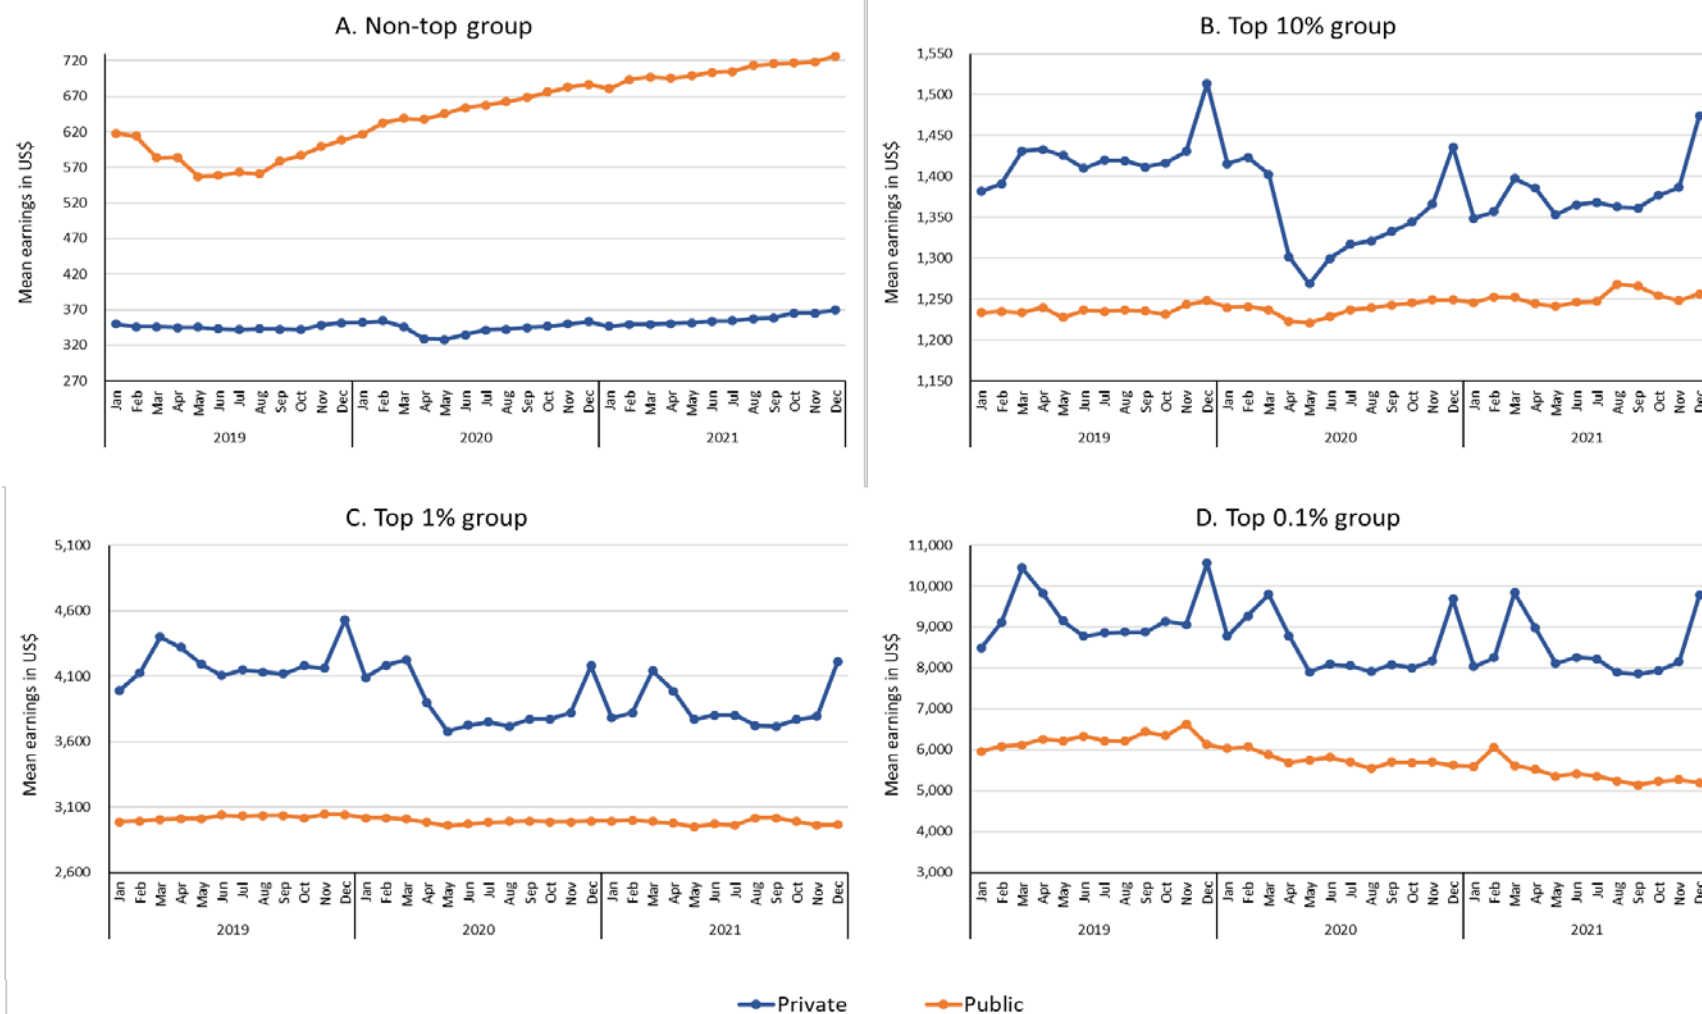 A. Non-top group
Mean earnings in US$
720
670
620
570
520
470
420
370
320
270
Jan Feb Mar Apr May Jun Jul Aug Sep Oct Nov Dec Jan Feb Mar Apr May Jun Jul Aug Sep Oct Nov Dec Jan Feb Mar Apr May Jun Jul Aug Sep Oct Nov Dec
2019 2020 2021
B. Top 10% group
Mean earnings in US$
1,550
1,500
1,450
1,400
1,350
1,300
1,250
1,200
1,150
Jan Feb Mar Apr May Jun Jul Aug Sep Oct Nov Dec Jan Feb Mar Apr May Jun Jul Aug Sep Oct Nov Dec Jan Feb Mar Apr May Jun Jul Aug Sep Oct Nov Dec
2019 2020 2021
C. Top 1% group
Mean earnings in US$
5,100
4,600
4,100
3,600
3,100
2,600
Jan Feb Mar Apr May Jun Jul Aug Sep Oct Nov Dec Jan Feb Mar Apr May Jun Jul Aug Sep Oct Nov Dec Jan Feb Mar Apr May Jun Jul Aug Sep Oct Nov Dec
2019 2020 2021
D. Top 0.1% group
Mean earnings in US$
11,000
10,000
9,000
8,000
7,000
6,000
5,000
4,000
3,000
Jan Feb Mar Apr May Jun Jul Aug Sep Oct Nov Dec Jan Feb Mar Apr May Jun Jul Aug Sep Oct Nov Dec Jan Feb Mar Apr May Jun Jul Aug Sep Oct Nov Dec
2019 2020 2021
Private Public